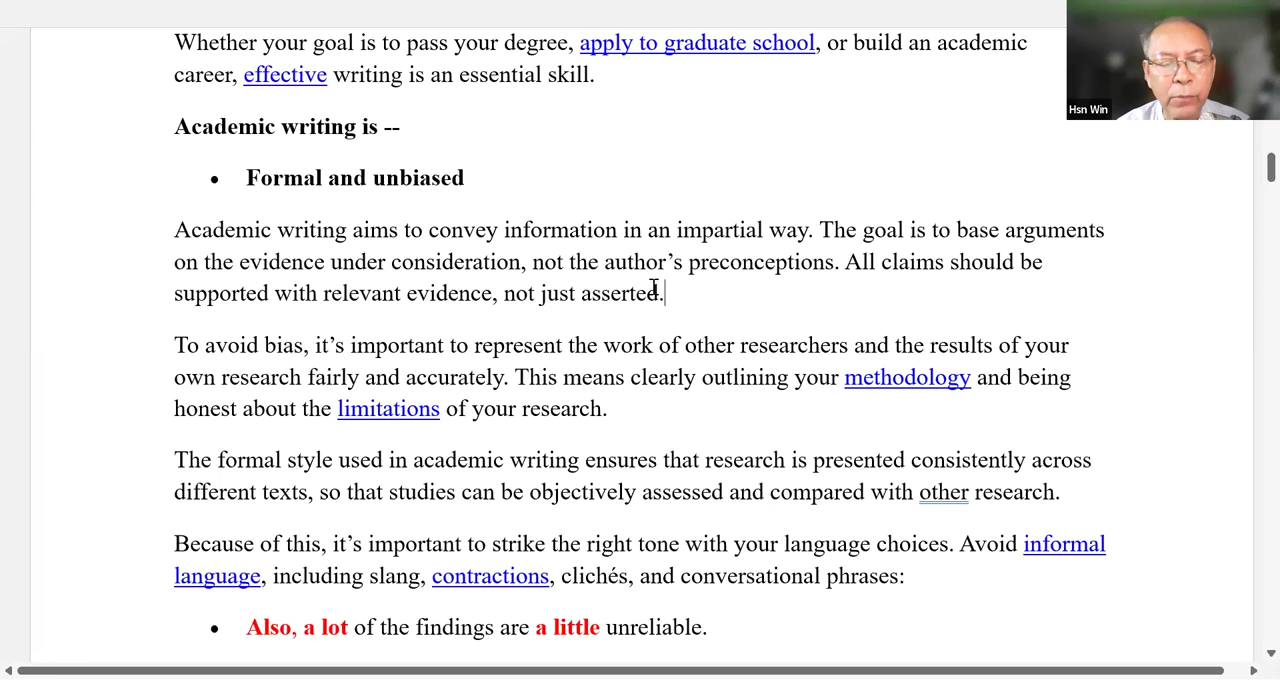 Whether your goal is to pass your degree, apply to graduate school, or build an academic
career, effective writing is an essential skill.
Academic writing is --
• Formal and unbiased
Academic writing aims to convey information in an impartial way. The goal is to base arguments
on the evidence under consideration, not the author’s preconceptions. All claims should be
supported with relevant evidence, not just asserted.
To avoid bias, it’s important to represent the work of other researchers and the results of your
own research fairly and accurately. This means clearly outlining your methodology and being
honest about the limitations of your research.
The formal style used in academic writing ensures that research is presented consistently across
different texts, so that studies can be objectively assessed and compared with other research.
Because of this, it’s important to strike the right tone with your language choices. Avoid informal
language, including slang, contractions, clichés, and conversational phrases:
• Also, a lot of the findings are a little unreliable.
Hsn Win